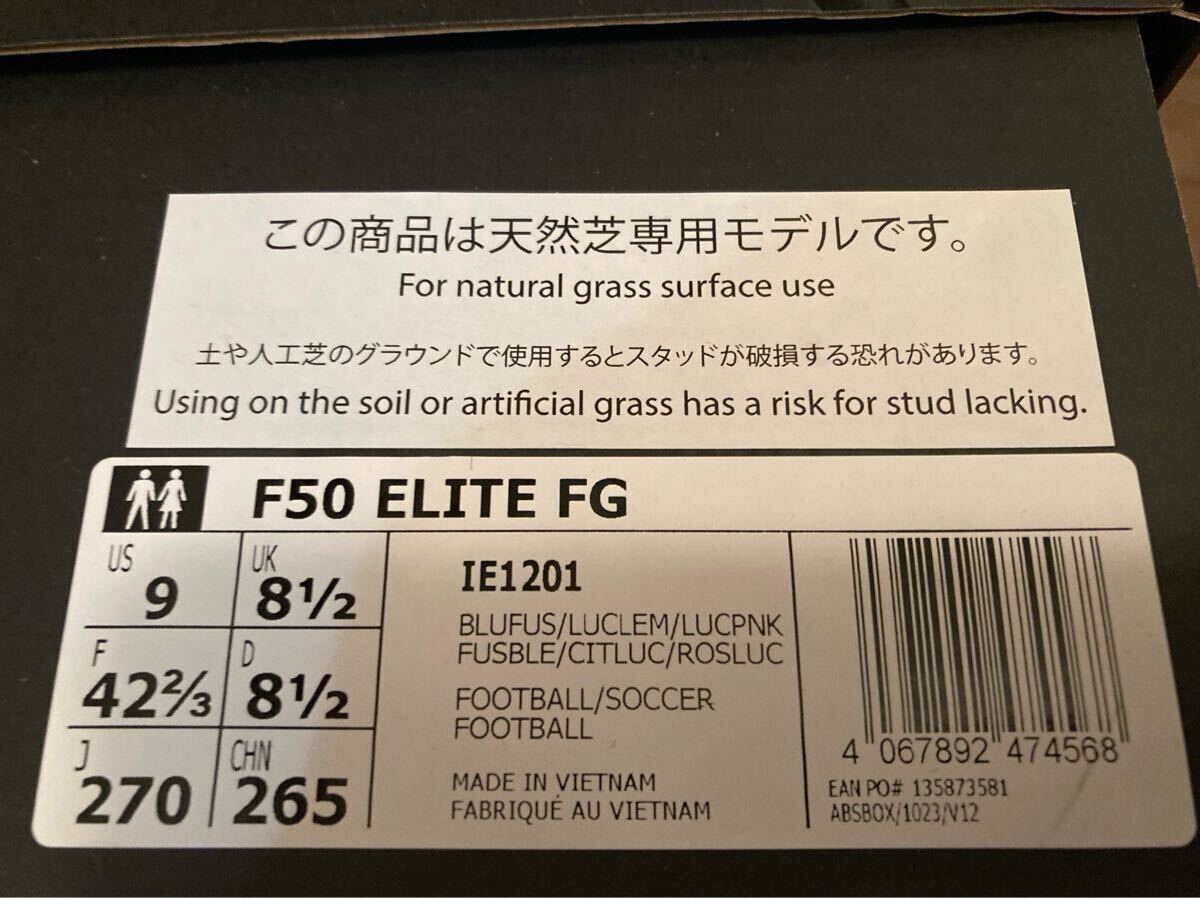 この商品は天然芝専用モデルです。
For natural grass surface use
土や人工芝のグラウンドで使用するとスタッドが破損する恐れがあります。
Using on the soil or artificial grass has a risk for stud lacking.
F50 ELITE FG
US 9 UK 8½
F 42⅔ D 8½
J 270 CHN 265
IE1201
BLUFUS/LUCLEM/LUCPNK
FUSBLE/CITLUC/ROSLUC
FOOTBALL/SOCCER
FOOTBALL
MADE IN VIETNAM
FABRIQUÉ AU VIETNAM
4 067892 474568
EAN PO# 135873581
ABSBOX/1023/V12